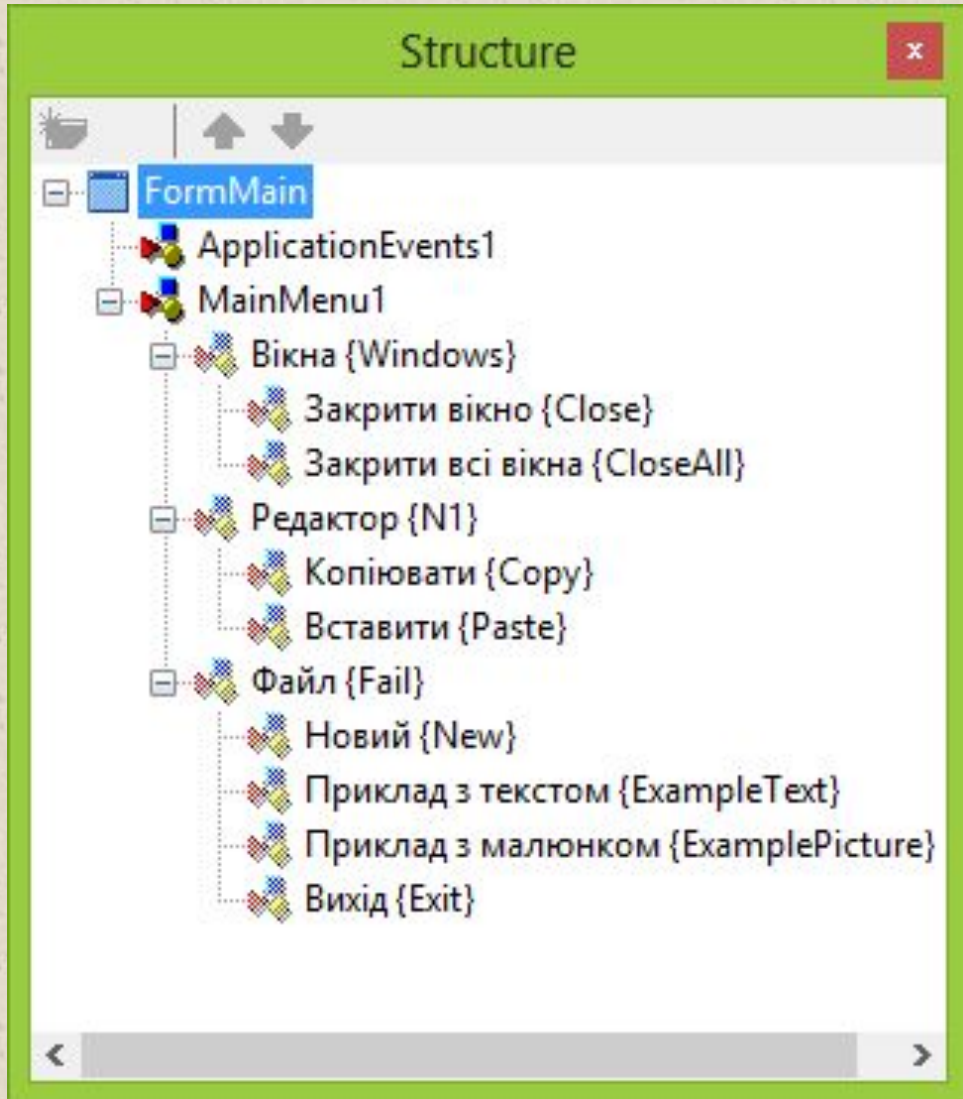 Structure
x
FormMain
ApplicationEvents1
MainMenu1
Вікна {Windows}
Закрити вікно {Close}
Закрити всі вікна {CloseAll}
Редактор {N1}
Копіювати {Copy}
Вставити {Paste}
Файл {Fail}
Новий {New}
Приклад з текстом {ExampleText}
Приклад з малюнком {ExamplePicture}
Вихід {Exit}